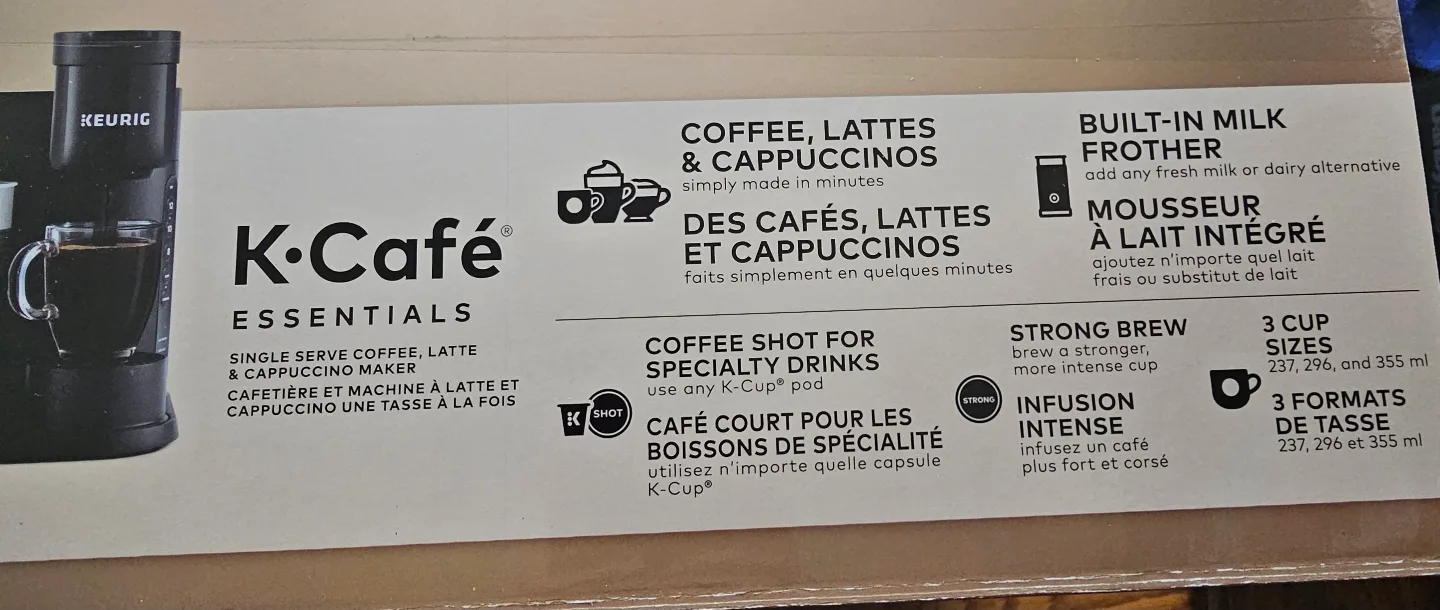 KEURIG
K•Café®
ESSENTIALS
SINGLE SERVE COFFEE, LATTE
& CAPPUCCINO MAKER
CAFETIÈRE ET MACHINE À LATTE ET
CAPPUCCINO UNE TASSE À LA FOIS
COFFEE, LATTES
& CAPPUCCINOS
simply made in minutes
DES CAFÉS, LATTES
ET CAPPUCCINOS
faits simplement en quelques minutes
BUILT-IN MILK
FROTHER
add any fresh milk or dairy alternative
MOUSSEUR
À LAIT INTÉGRÉ
ajoutez n'importe quel lait
frais ou substitut de lait
K SHOT
COFFEE SHOT FOR
SPECIALTY DRINKS
use any K-Cup® pod
CAFÉ COURT POUR LES
BOISSONS DE SPÉCIALITÉ
utilisez n'importe quelle capsule
K-Cup®
STRONG
STRONG BREW
brew a stronger,
more intense cup
INFUSION
INTENSE
infusez un café
plus fort et corsé
3 CUP
SIZES
237, 296, and 355 ml
3 FORMATS
DE TASSE
237, 296 et 355 ml